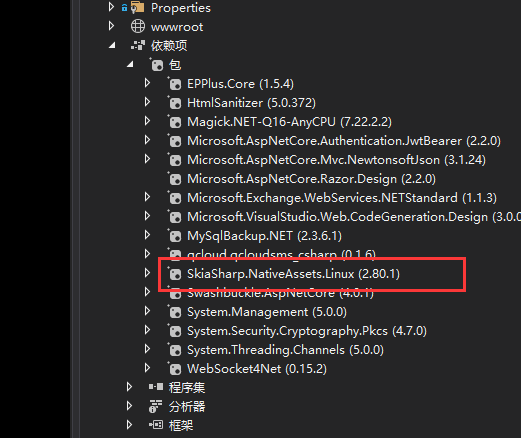 Properties
wwwroot
依赖项
包
EPPlus.Core (1.5.4)
HtmlSanitizer (5.0.372)
Magick.NET-Q16-AnyCPU (7.22.2.2)
Microsoft.AspNetCore.Authentication.JwtBearer (2.2.0)
Microsoft.AspNetCore.Mvc.NewtonsoftJson (3.1.24)
Microsoft.AspNetCore.Razor.Design (2.2.0)
Microsoft.Exchange.WebServices.NETStandard (1.1.3)
Microsoft.VisualStudio.Web.CodeGeneration.Design (3.0.0
MySqlBackup.NET (2.3.6.1)
qcloud.qcloudsms_csharp (0.1.6)
SkiaSharp.NativeAssets.Linux (2.80.1)
Swashbuckle.AspNetCore (4.0.1)
System.Management (5.0.0)
System.Security.Cryptography.Pkcs (4.7.0)
System.Threading.Channels (5.0.0)
WebSocket4Net (0.15.2)
程序集
分析器
框架